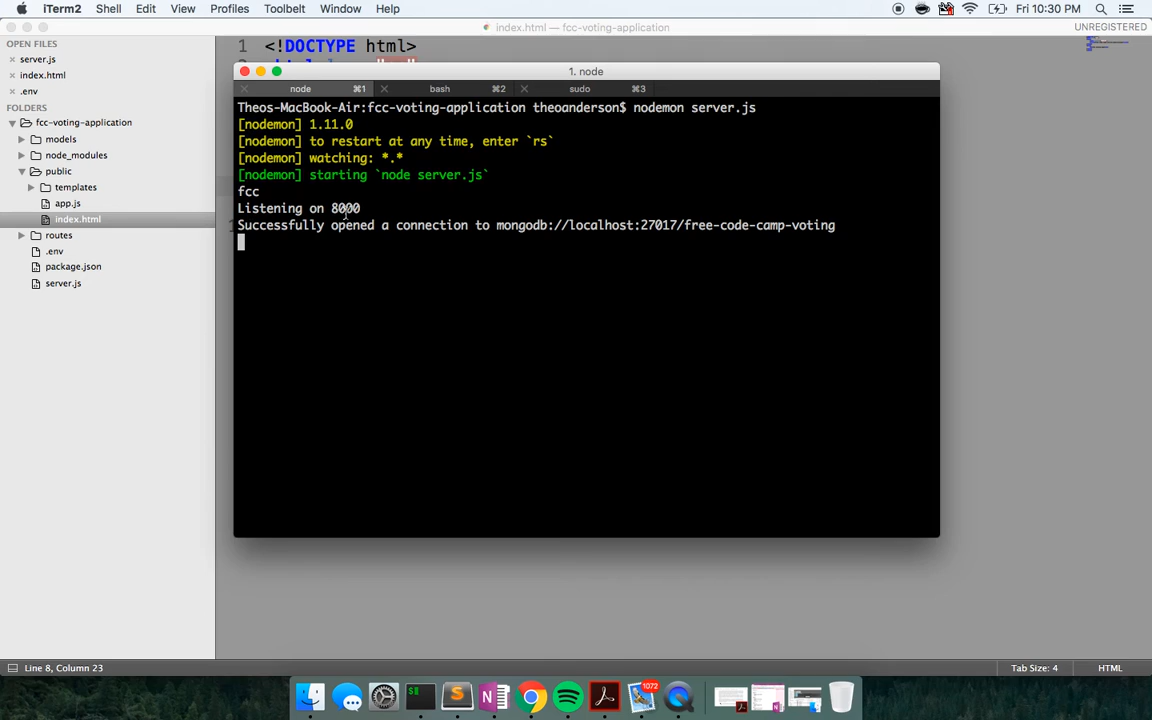 iTerm2 Shell Edit View Profiles Toolbelt Window Help
Fri 10:30 PM
index.html — fcc-voting-application
UNREGISTERED
OPEN FILES
server.js
index.html
.env
FOLDERS
fcc-voting-application
models
node_modules
public
templates
app.js
index.html
routes
.env
package.json
server.js
1 <!DOCTYPE html>
1. node
node ⌘1 bash ⌘2 sudo ⌘3
Theos-MacBook-Air:fcc-voting-application theoanderson$ nodemon server.js
[nodemon] 1.11.0
[nodemon] to restart at any time, enter `rs`
[nodemon] watching: *.*
[nodemon] starting `node server.js`
fcc
Listening on 8000
Successfully opened a connection to mongodb://localhost:27017/free-code-camp-voting
Line 8, Column 23
Tab Size: 4
HTML
1072